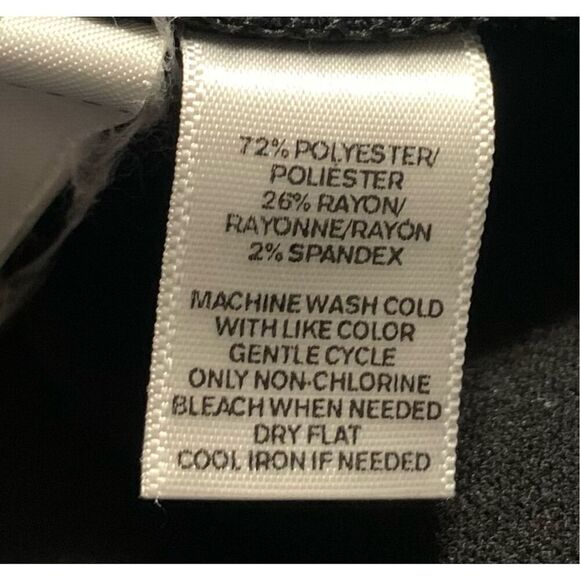 72% POLYESTER/
POLIESTER
26% RAYON/
RAYONNE/RAYÓN
2% SPANDEX
MACHINE WASH COLD
WITH LIKE COLOR
GENTLE CYCLE
ONLY NON-CHLORINE
BLEACH WHEN NEEDED
DRY FLAT
COOL IRON IF NEEDED